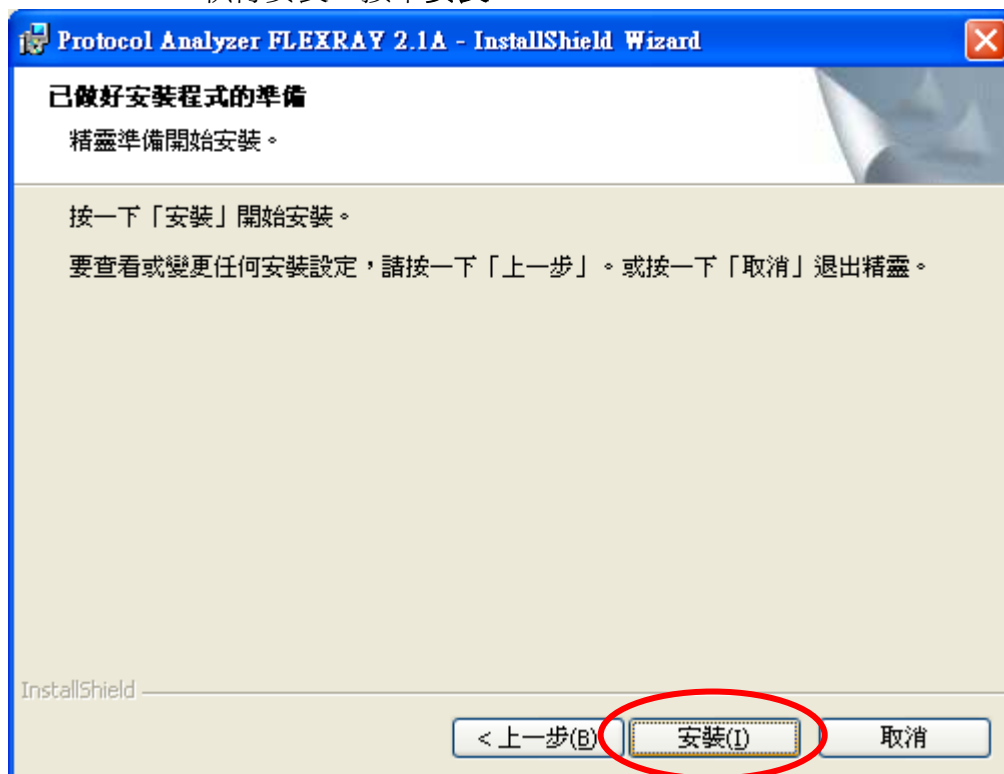 Protocol Analyzer FLEXRAY 2.1A - InstallShield Wizard
已做好安裝程式的準備
精靈準備開始安裝。
按一下「安裝」開始安裝。
要查看或變更任何安裝設定，請按一下「上一步」。或按一下「取消」退出精靈。
InstallShield
< 上一步(B) 安裝(I) 取消